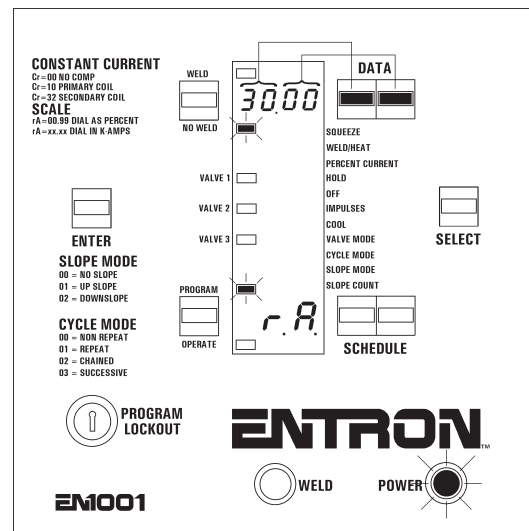 CONSTANT CURRENT
Cr=00 NO COMP
Cr=10 PRIMARY COIL
Cr=32 SECONDARY COIL
SCALE
rA=00.99 DIAL AS PERCENT
rA=xx.xx DIAL IN K-AMPS
WELD
NO WELD
30.00
DATA
SQUEEZE
WELD/HEAT
PERCENT CURRENT
HOLD
OFF
IMPULSES
COOL
VALVE MODE
CYCLE MODE
SLOPE MODE
SLOPE COUNT
VALVE 1
VALVE 2
VALVE 3
ENTER
SELECT
SLOPE MODE
00 = NO SLOPE
01 = UP SLOPE
02 = DOWNSLOPE
CYCLE MODE
00 = NON REPEAT
01 = REPEAT
02 = CHAINED
03 = SUCCESSIVE
PROGRAM
OPERATE
r.A.
SCHEDULE
PROGRAM
LOCKOUT
ENTRON™
WELD
POWER
EN1001